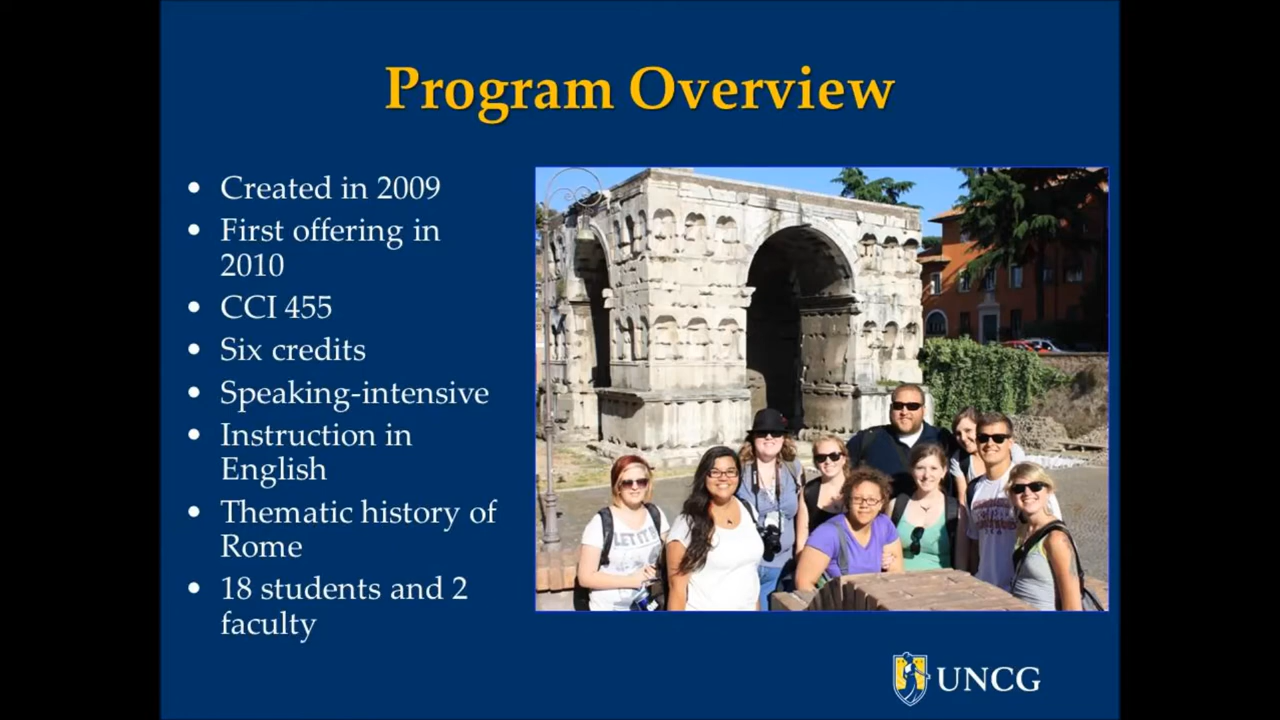 Program Overview
• Created in 2009
• First offering in
2010
• CCI 455
• Six credits
• Speaking-intensive
• Instruction in
English
• Thematic history of
Rome
• 18 students and 2
faculty
UNCG